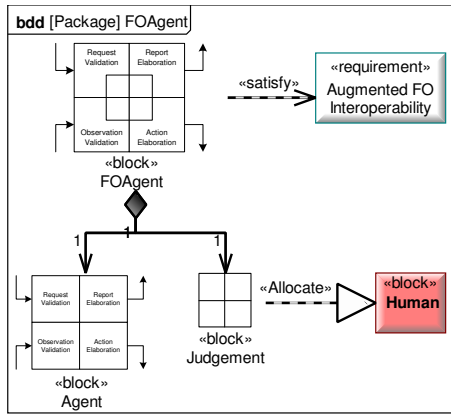 bdd [Package] FOAgent
Request
Validation
Report
Elaboration
Observation
Validation
Action
Elaboration
«block»
FOAgent
«satisfy»
«requirement»
Augmented FO
Interoperability
1
1
1
Request
Validation
Report
Elaboration
Observation
Validation
Action
Elaboration
«block»
Agent
«block»
Judgement
«Allocate»
«block»
Human